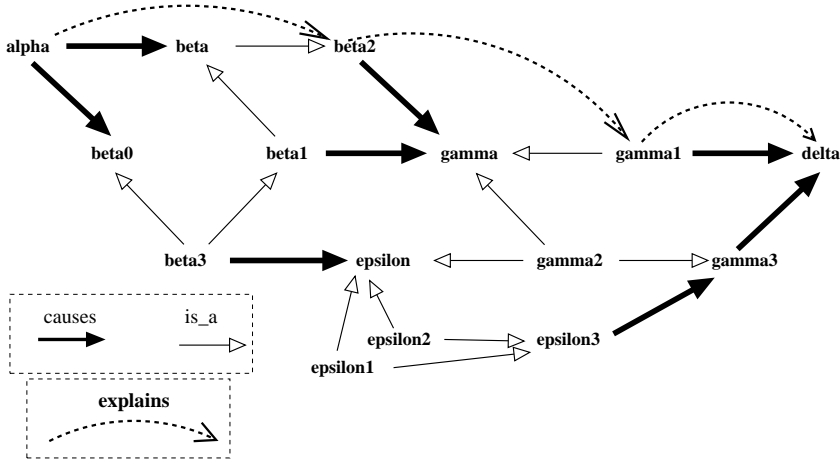 alpha beta beta2
beta0 beta1 gamma gamma1 delta
beta3 epsilon gamma2 gamma3
causes is_a
epsilon2 epsilon3
epsilon1
explains